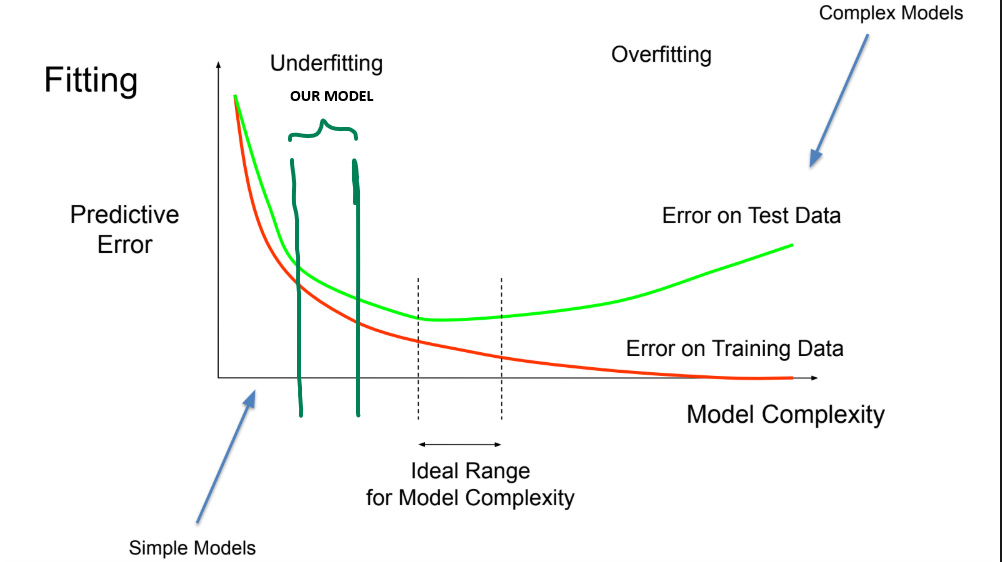 Complex Models
Fitting
Underfitting
Overfitting
OUR MODEL
Predictive
Error
Error on Test Data
Error on Training Data
Model Complexity
Ideal Range
for Model Complexity
Simple Models